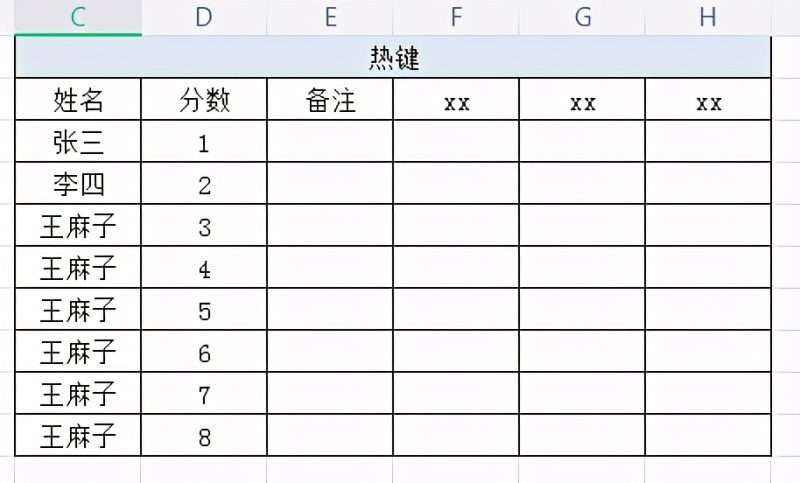 C D E F G H
热键
姓名 分数 备注 xx xx xx
张三 1
李四 2
王麻子 3
王麻子 4
王麻子 5
王麻子 6
王麻子 7
王麻子 8